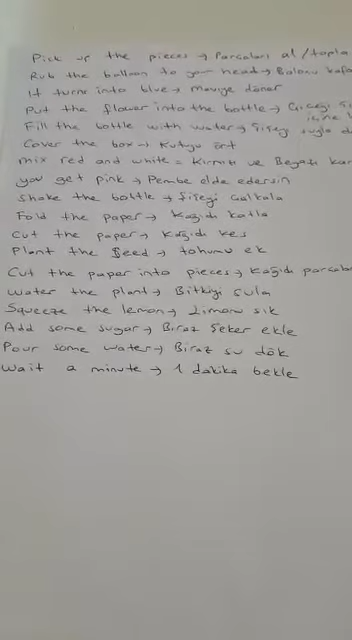 Pick up the pieces → Parçaları al / topla
Rub the balloon to your head → Balonu kafa
It turns into blue → maviye döner
Put the flower into the bottle → Çiçeği
içine
Fill the bottle with water → Şişeyi suyla do
Cover the box → Kutuyu ört
mix red and white = Kırmızı ve Beyazı kar
you get pink → Pembe elde edersin
Shake the bottle → Şişeyi çalkala
Fold the paper → Kağıdı katla
Cut the paper → Kağıdı kes
Plant the seed → tohumu ek
Cut the paper into pieces → Kağıdı parçala
Water the plant → Bitkiyi sula
Squeeze the lemon → Limonu sık
Add some sugar → Biraz şeker ekle
Pour some water → Biraz su dök
Wait a minute → 1 dakika bekle